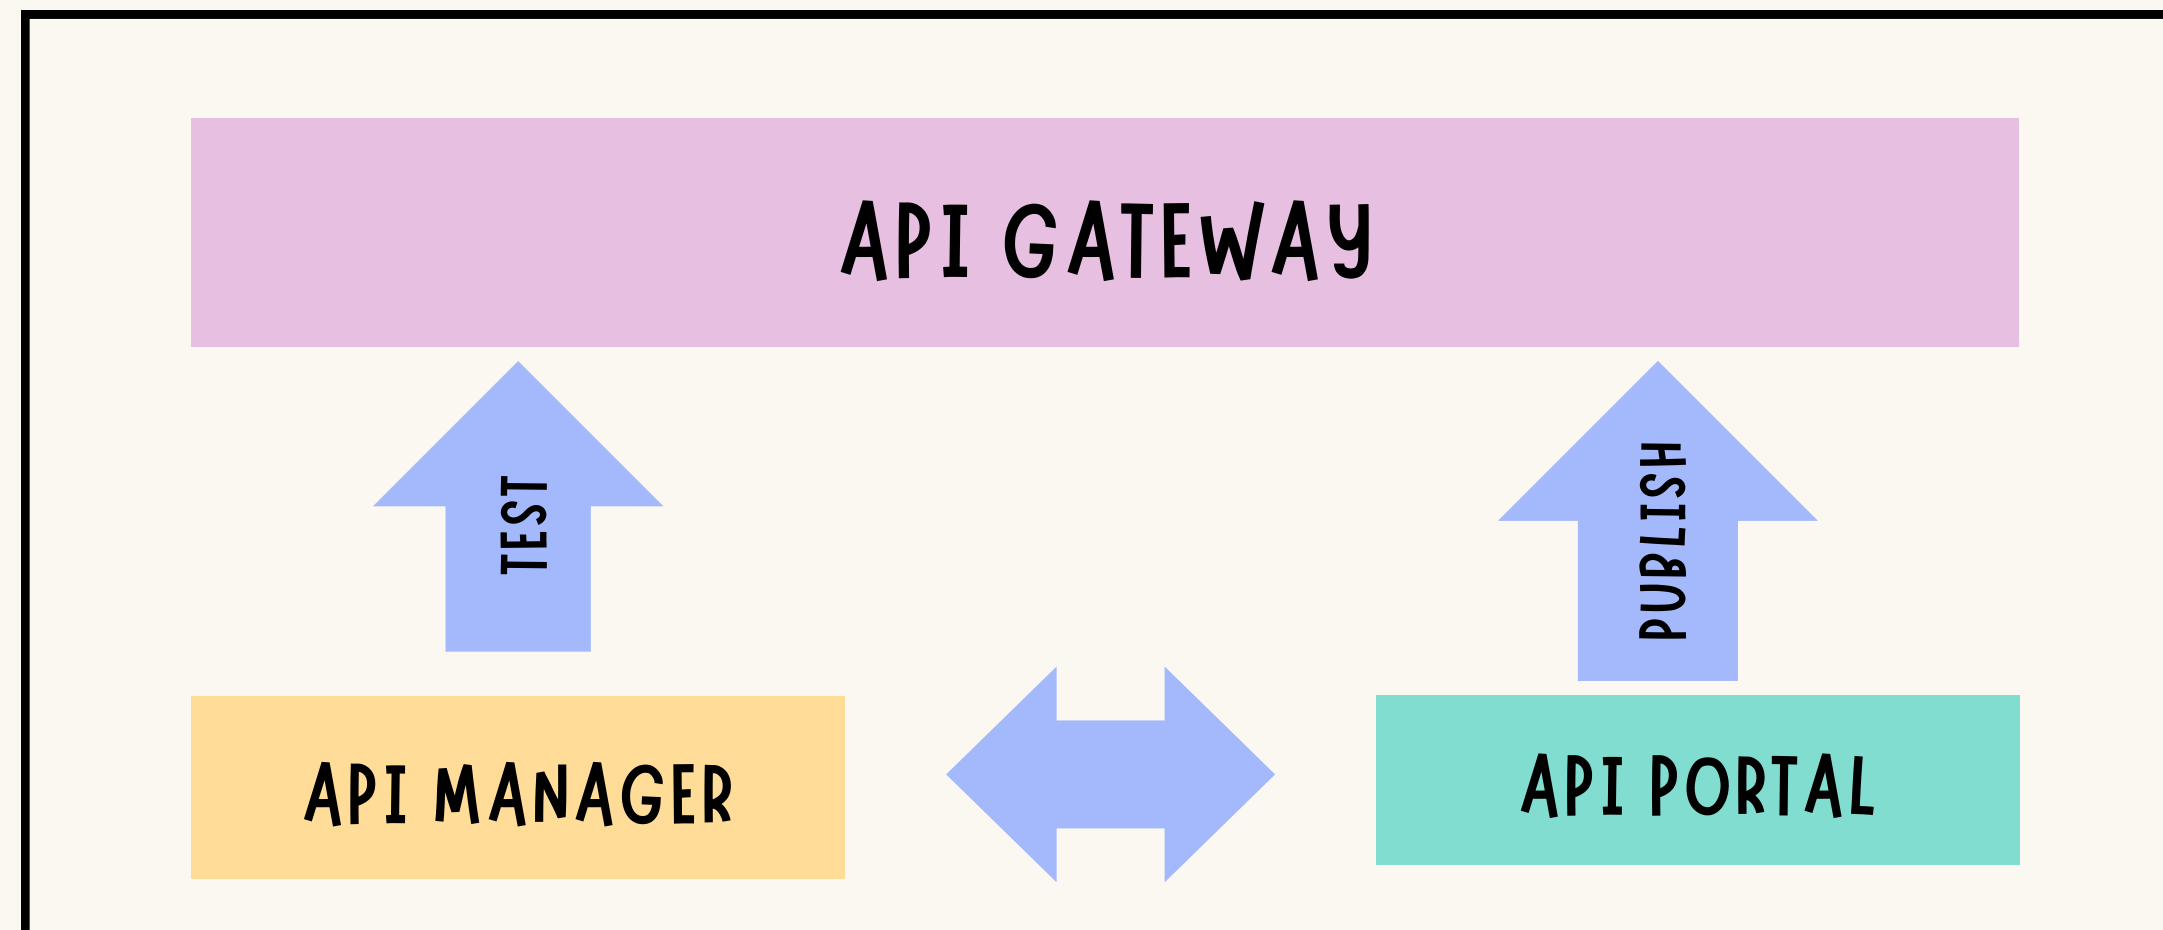 API GATEWAY
TEST
PUBLISH
API MANAGER
API PORTAL